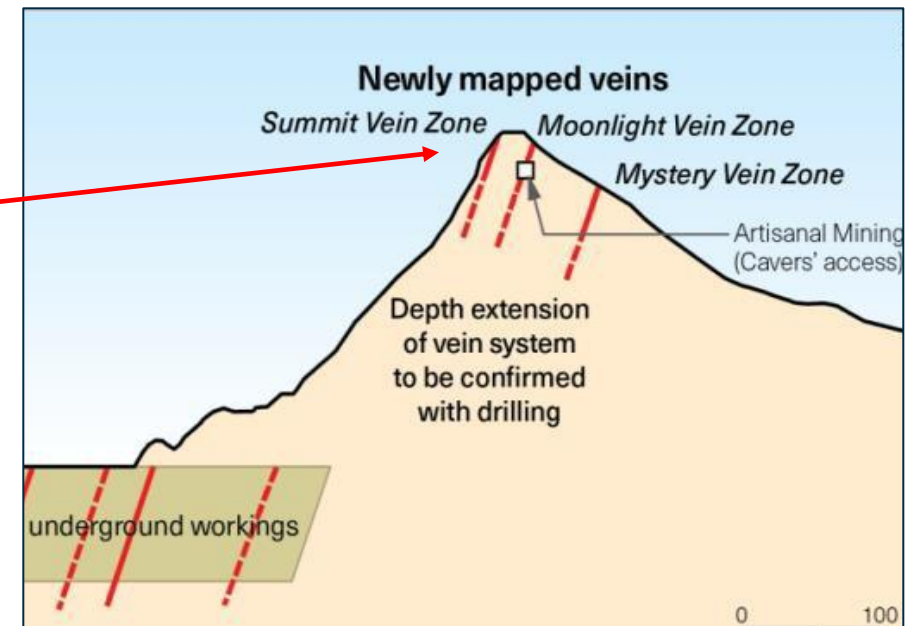 Newly mapped veins
Summit Vein Zone
Moonlight Vein Zone
Mystery Vein Zone
Artisanal Mining
(Cavers' access)
Depth extension
of vein system
to be confirmed
with drilling
underground workings
0 100